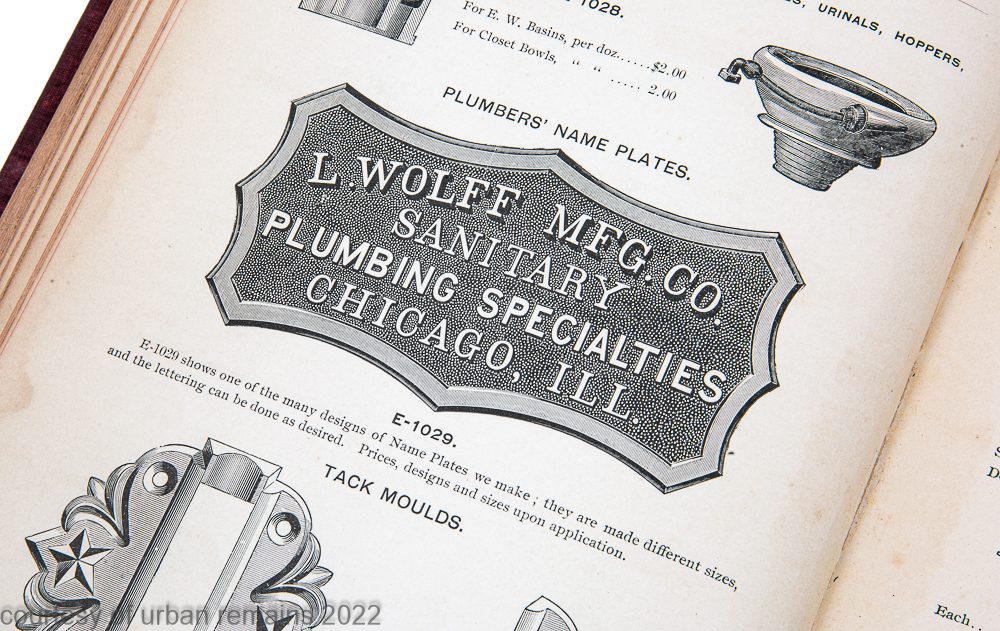 1028.
URINALS, HOPPERS,
For E. W. Basins, per doz......$2.00
For Closet Bowls, “ “ ..... 2.00
PLUMBERS' NAME PLATES.
L. WOLFF MFG. CO.
SANITARY
PLUMBING SPECIALTIES
CHICAGO, ILL.
E-1029.
E-1029 shows one of the many designs of Name Plates we make; they are made different sizes,
and the lettering can be done as desired. Prices, designs and sizes upon application.
TACK MOULDS.
Each..
courtesy of urban remains 2022